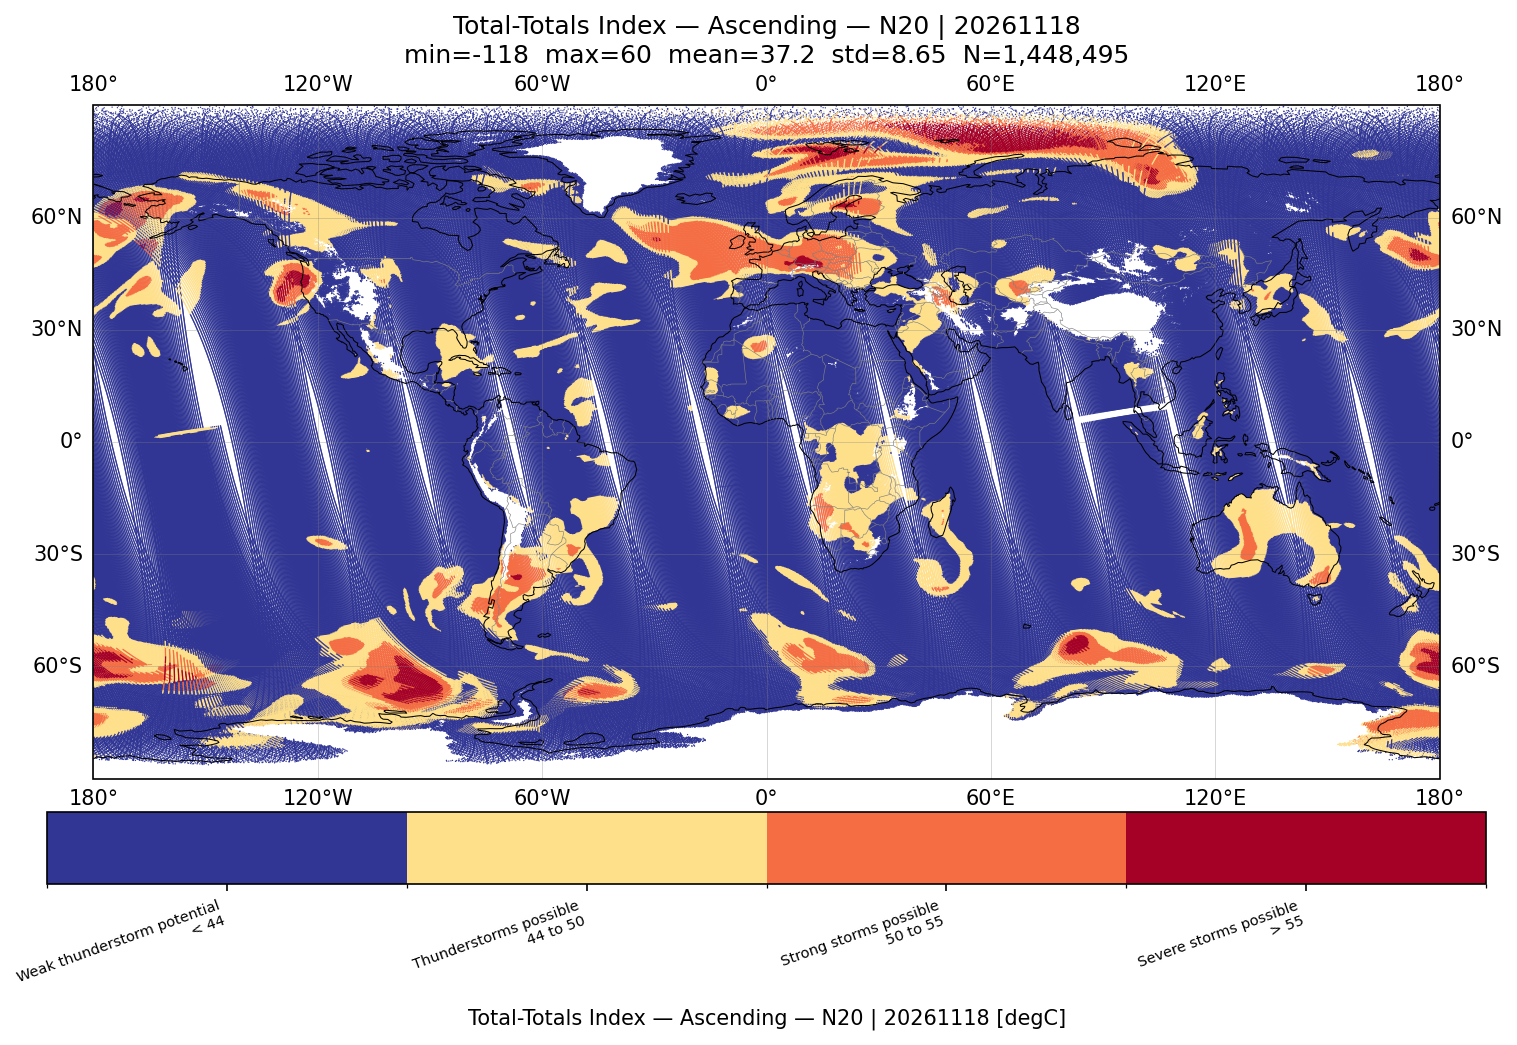 Total-Totals Index — Ascending — N20 | 20261118
min=-118  max=60  mean=37.2  std=8.65  N=1,448,495
180° 120°W 60°W 0° 60°E 120°E 180°
60°N 60°N
30°N 30°N
0° 0°
30°S 30°S
60°S 60°S
180° 120°W 60°W 0° 60°E 120°E 180°
Weak thunderstorm potential
< 44
Thunderstorms possible
44 to 50
Strong storms possible
50 to 55
Severe storms possible
> 55
Total-Totals Index — Ascending — N20 | 20261118 [degC]